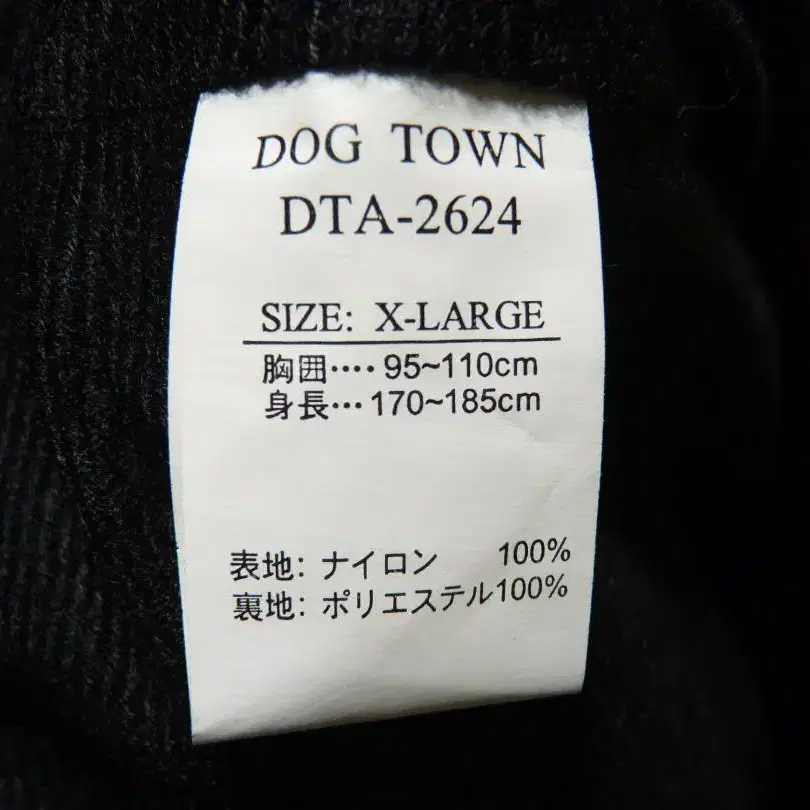 DOG TOWN
DTA-2624
SIZE: X-LARGE
胸囲‥‥95~110cm
身長…170~185cm
表地: ナイロン 100%
裏地: ポリエステル100%